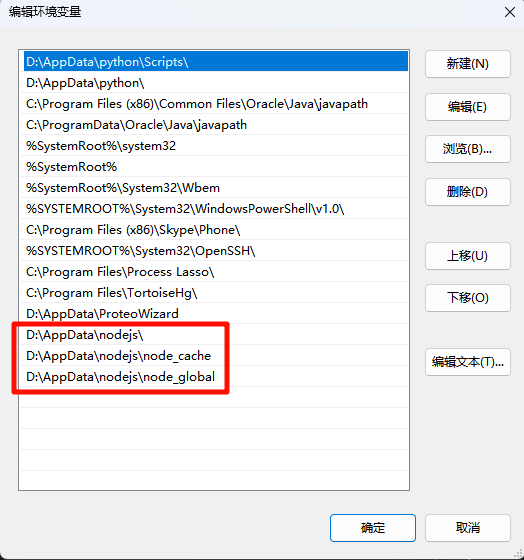 编辑环境变量
D:\AppData\python\Scripts\
D:\AppData\python\
C:\Program Files (x86)\Common Files\Oracle\Java\javapath
C:\ProgramData\Oracle\Java\javapath
%SystemRoot%\system32
%SystemRoot%
%SystemRoot%\System32\Wbem
%SYSTEMROOT%\System32\WindowsPowerShell\v1.0\
C:\Program Files (x86)\Skype\Phone\
%SYSTEMROOT%\System32\OpenSSH\
C:\Program Files\Process Lasso\
C:\Program Files\TortoiseHg\
D:\AppData\ProteoWizard
D:\AppData\nodejs\
D:\AppData\nodejs\node_cache
D:\AppData\nodejs\node_global
新建(N)
编辑(E)
浏览(B)...
删除(D)
上移(U)
下移(O)
编辑文本(T)...
确定
取消